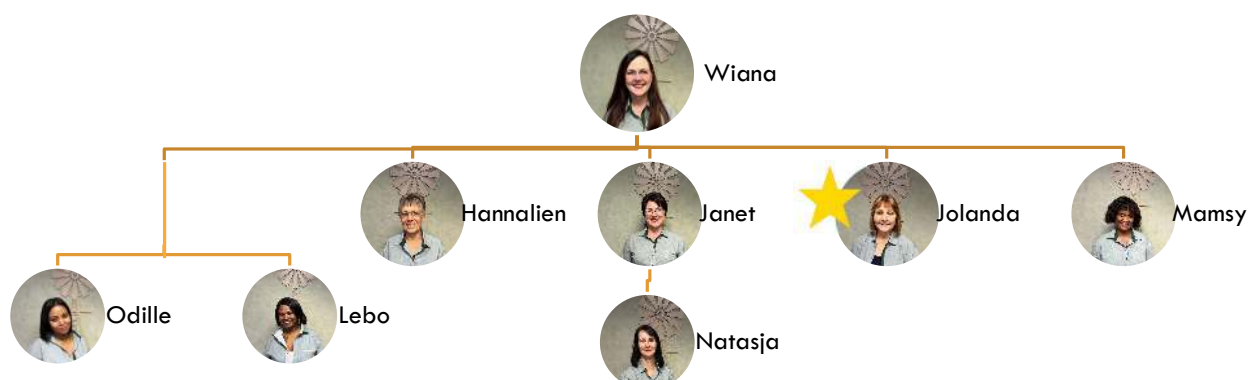 Wiana
Hannalien
Janet
Jolanda
Mamsy
Odille
Lebo
Natasja